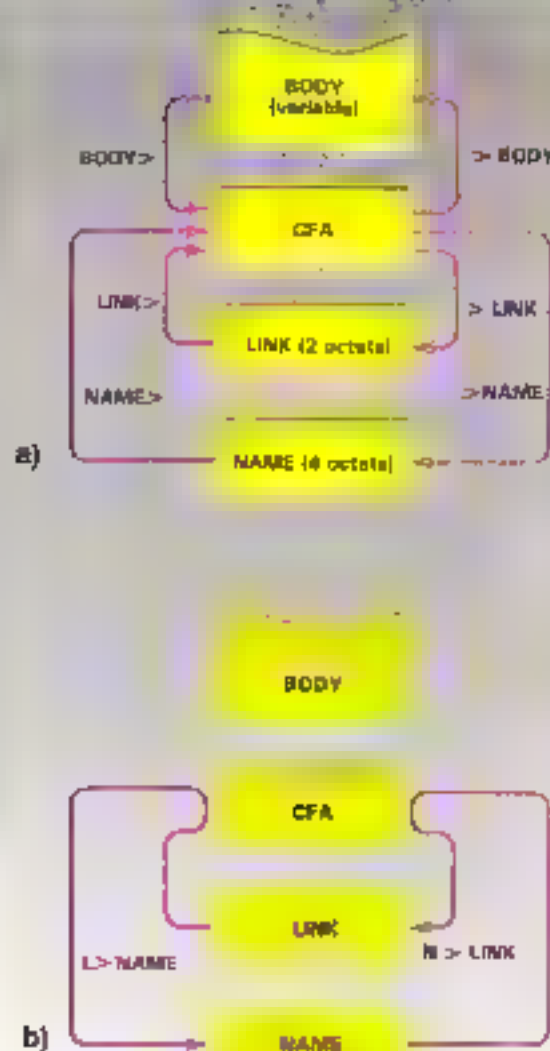 BODY
(variable)
BODY>
> BODY
CFA
LINK>
> LINK
LINK (2 octets)
NAME>
>NAME
a)
NAME (4 octets)
BODY
CFA
LINK
L>NAME
N > LINK
b)
NAME